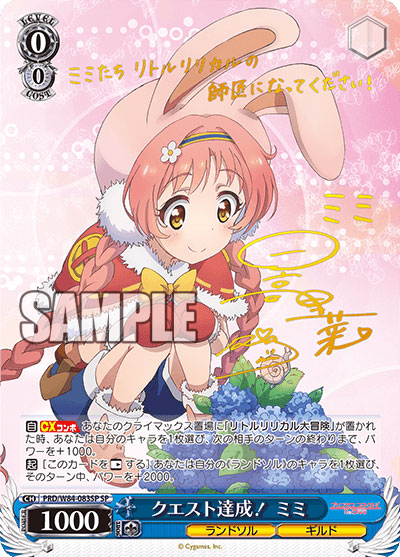 LEVEL
0
0
COST
ミミたち リトルリリカルの
師匠になってください!
ミミ
SAMPLE
自 CXコンボ あなたのクライマックス置場に「リトルリリカル大冒険」が置かれ
た時、あなたは自分のキャラを1枚選び、次の相手のターンの終わりまで、パ
ワーを+1000。
起 [このカードを する] あなたは自分の《ランドソル》のキャラを1枚選び、
そのターン中、パワーを+2000。
PRD/W84-083SP SP
1000
クエスト達成! ミミ
ランドソル
ギルド
© Cygames, Inc.